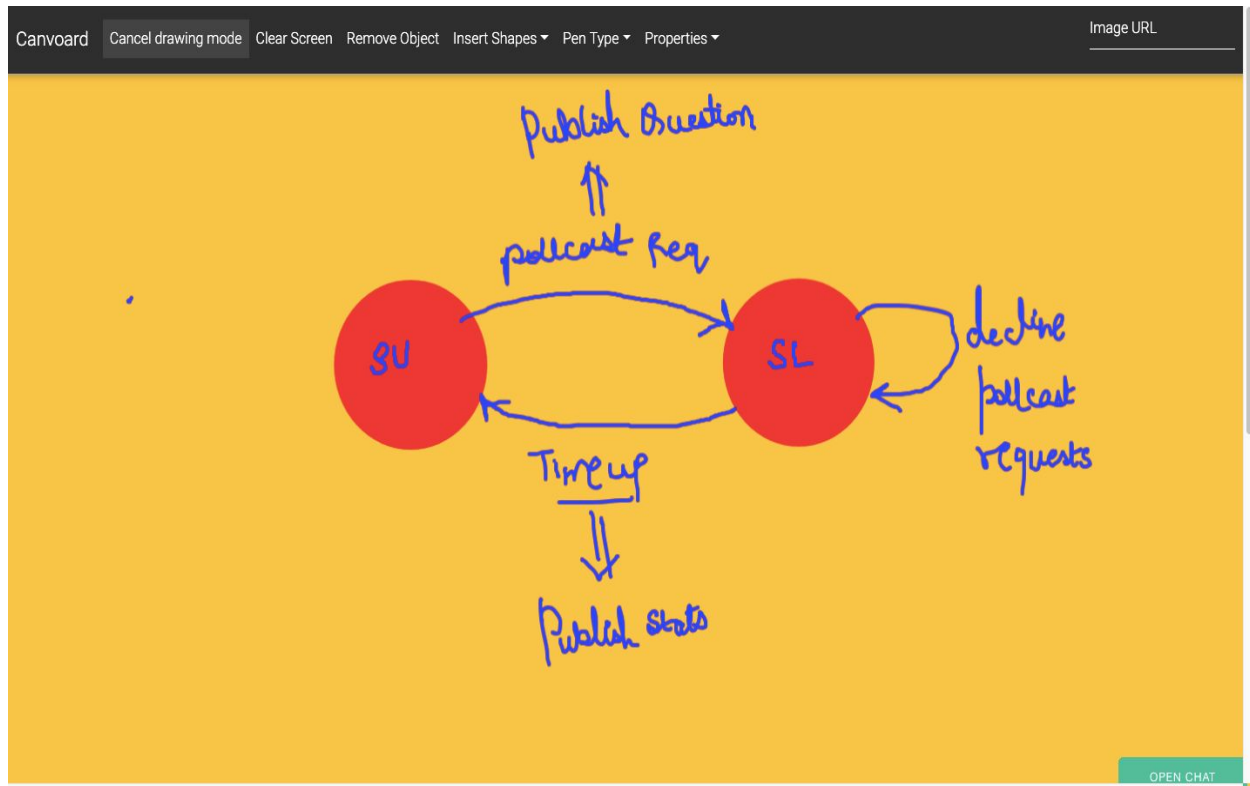 Canvoard Cancel drawing mode Clear Screen Remove Object Insert Shapes Pen Type Properties Image URL
Publish Question
pollcast Req
SU
SL
decline
pollcast
requests
Time up
Publish Stats
OPEN CHAT